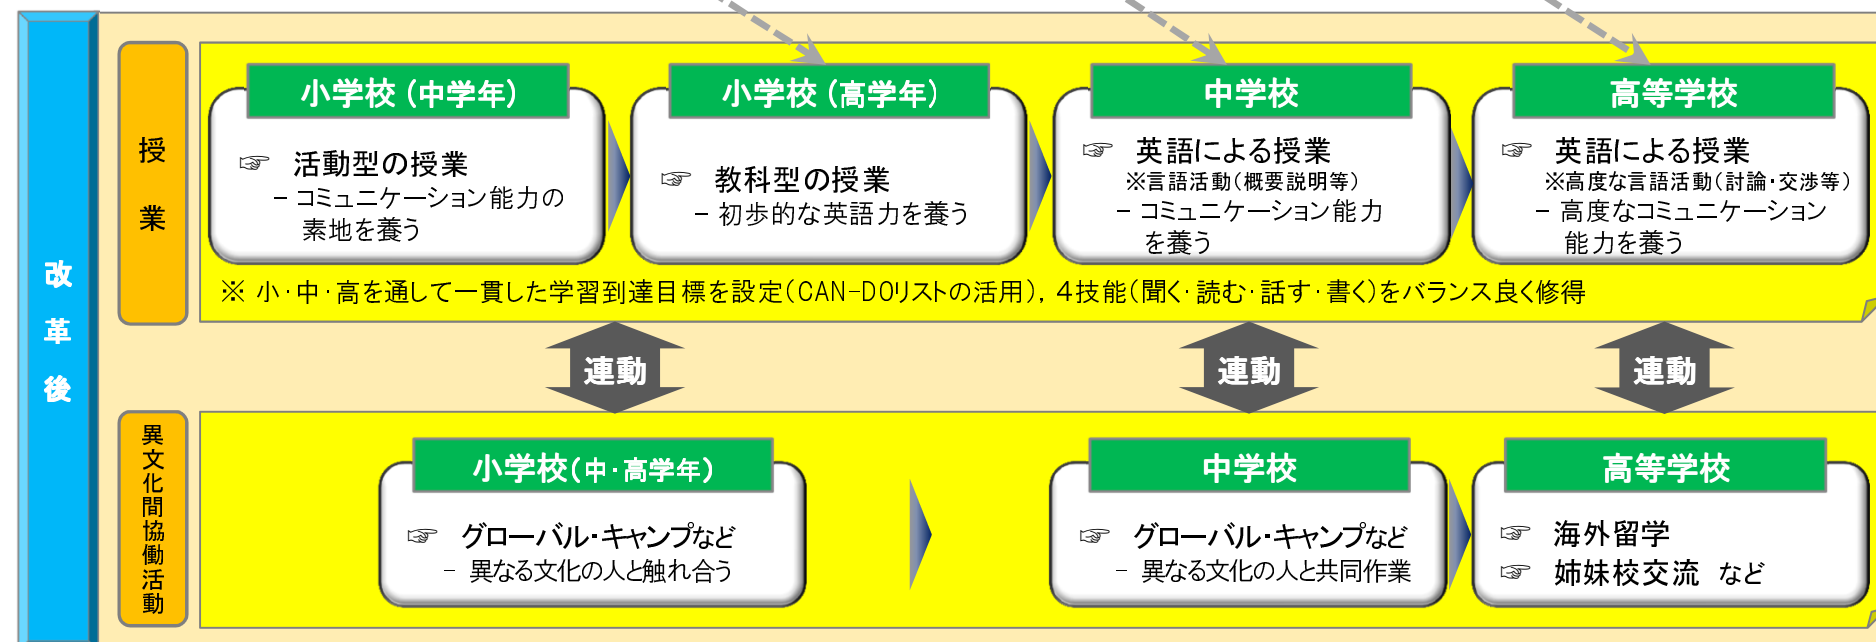 改革後
授業
小学校（中学年）
☞ 活動型の授業
－コミュニケーション能力の
素地を養う
小学校（高学年）
☞ 教科型の授業
－初歩的な英語力を養う
中学校
☞ 英語による授業
※言語活動（概要説明等）
－コミュニケーション能力
を養う
高等学校
☞ 英語による授業
※高度な言語活動（討論・交渉等）
－高度なコミュニケーション
能力を養う
※ 小・中・高を通して一貫した学習到達目標を設定（CAN-DOリストの活用），４技能（聞く・読む・話す・書く）をバランス良く修得
連動
連動
連動
異文化間協働活動
小学校（中・高学年）
☞ グローバル・キャンプなど
－ 異なる文化の人と触れ合う
中学校
☞ グローバル・キャンプなど
－ 異なる文化の人と共同作業
高等学校
☞ 海外留学
☞ 姉妹校交流 など